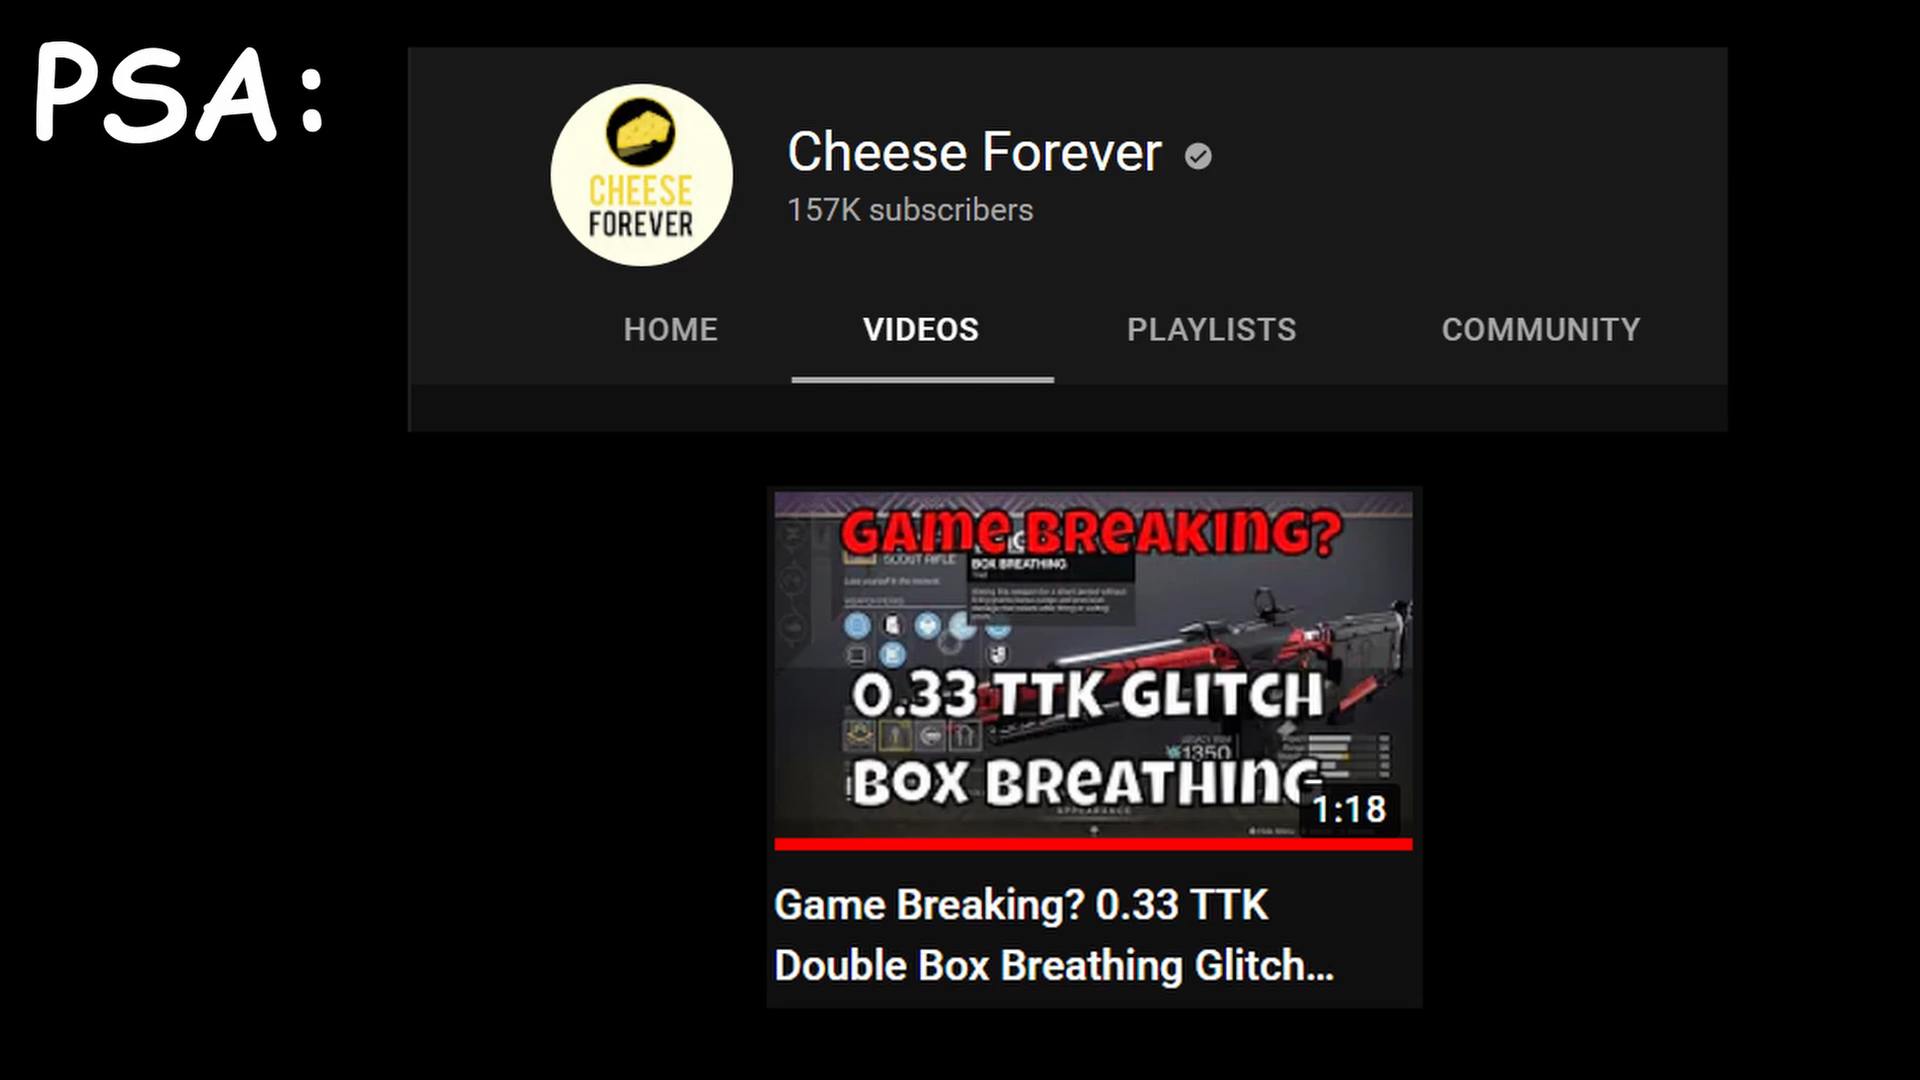 PSA:
CHEESE
FOREVER
Cheese Forever
157K subscribers
HOME
VIDEOS
PLAYLISTS
COMMUNITY
GAME BREAKING?
SCOUT RIFLE
BOX BREATHING
0.33 TTK GLITCH
1350
BOX BREATHING
1:18
Game Breaking? 0.33 TTK
Double Box Breathing Glitch...